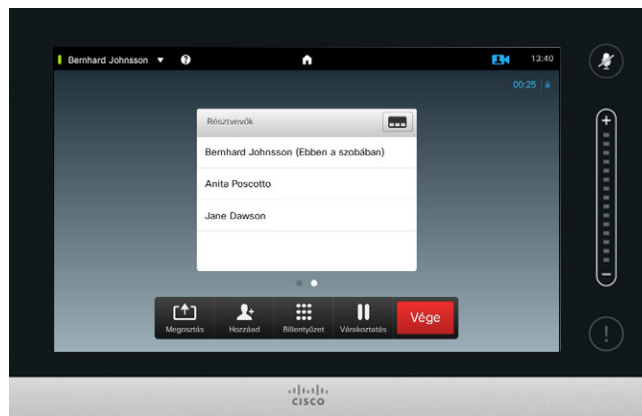 Bernhard Johnsson
13:40
00:25
Résztvevők
Bernhard Johnsson (Ebben a szobában)
Anita Poscotto
Jane Dawson
Megosztás
Hozzáad
Billentyűzet
Várakoztatás
Vége
CISCO